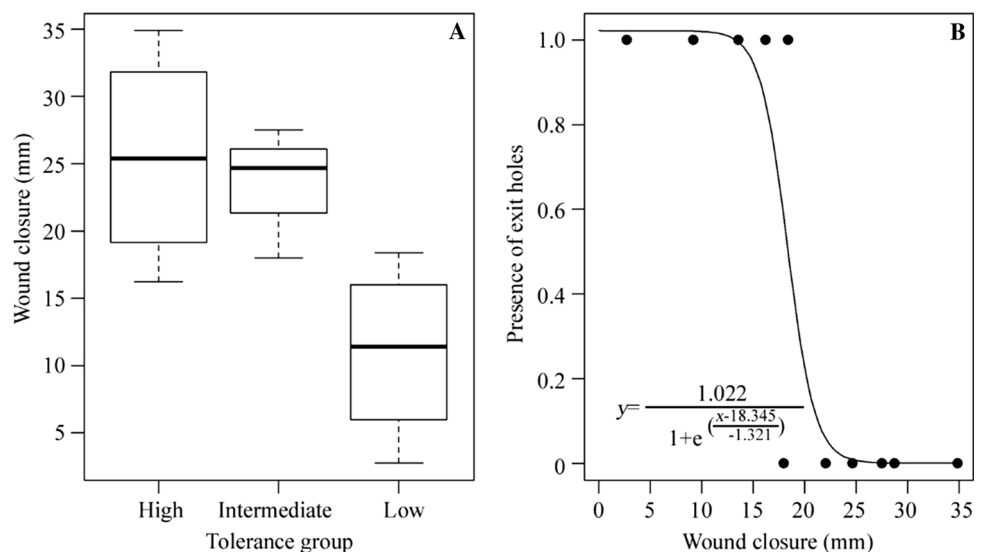 A
Wound closure (mm)
35
30
25
20
15
10
5
High Intermediate Low
Tolerance group
B
Presence of exit holes
1.0
0.8
0.6
0.4
0.2
0
y= 1.022
1+e (x-18.345
-1.321)
0 5 10 15 20 25 30 35
Wound closure (mm)